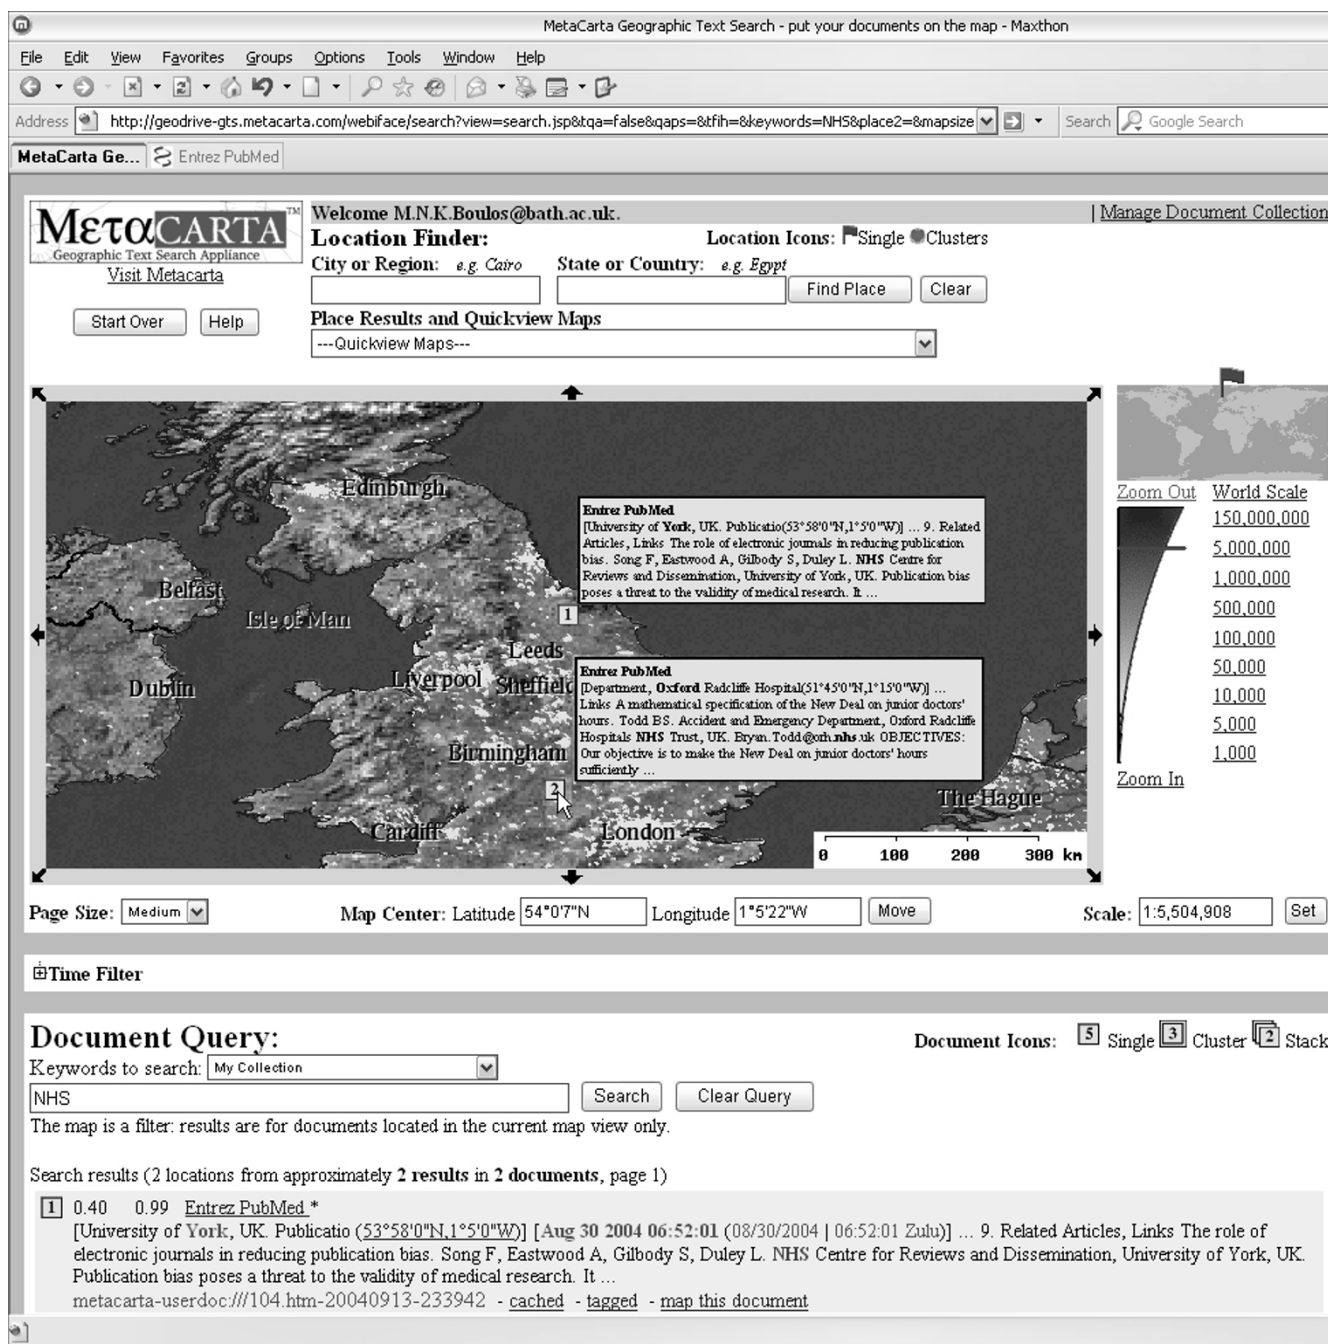 MetaCarta Geographic Text Search - put your documents on the map - Maxthon
File Edit View Favorites Groups Options Tools Window Help
Address http://geodrive-gts.metacarta.com/webiface/search?view=search.jsp&tqa=false&qaps=&tfih=&keywords=NHS&place2=&mapsize Search Google Search
MetaCarta Ge... Entrez PubMed
METαCARTA™
Geographic Text Search Appliance
Visit Metacarta
Start Over Help
Welcome M.N.K.Boulos@bath.ac.uk. | Manage Document Collection
Location Finder: Location Icons: Single Clusters
City or Region: e.g. Cairo State or Country: e.g. Egypt
Find Place Clear
Place Results and Quickview Maps
---Quickview Maps---
Edinburgh
Belfast
Isle of Man
Dublin
Leeds
Liverpool Sheffield
Birmingham
Cardiff
London
The Hague
1
2
Entrez PubMed
[University of York, UK. Publicatio(53°58'0"N,1°5'0"W)] ... 9. Related
Articles, Links The role of electronic journals in reducing publication
bias. Song F, Eastwood A, Gilbody S, Duley L. NHS Centre for
Reviews and Dissemination, University of York, UK. Publication bias
poses a threat to the validity of medical research. It ...
Entrez PubMed
[Department, Oxford Radcliffe Hospital(51°45'0"N,1°15'0"W)] ...
Links A mathematical specification of the New Deal on junior doctors'
hours. Todd BS. Accident and Emergency Department, Oxford Radcliffe
Hospitals NHS Trust, UK. Bryan.Todd@orh.nhs.uk OBJECTIVES:
Our objective is to make the New Deal on junior doctors' hours
sufficiently ...
0 100 200 300 km
Zoom Out World Scale
150,000,000
5,000,000
1,000,000
500,000
100,000
50,000
10,000
5,000
1,000
Zoom In
Page Size: Medium Map Center: Latitude 54°0'7"N Longitude 1°5'22"W Move Scale: 1:5,504,908 Set
Time Filter
Document Query: Document Icons: 5 Single 3 Cluster 2 Stack
Keywords to search: My Collection
NHS Search Clear Query
The map is a filter: results are for documents located in the current map view only.
Search results (2 locations from approximately 2 results in 2 documents, page 1)
1 0.40 0.99 Entrez PubMed *
[University of York, UK. Publicatio (53°58'0"N,1°5'0"W)] [Aug 30 2004 06:52:01 (08/30/2004 | 06:52:01 Zulu)] ... 9. Related Articles, Links The role of
electronic journals in reducing publication bias. Song F, Eastwood A, Gilbody S, Duley L. NHS Centre for Reviews and Dissemination, University of York, UK.
Publication bias poses a threat to the validity of medical research. It ...
metacarta-userdoc:///104.htm-20040913-233942 - cached - tagged - map this document